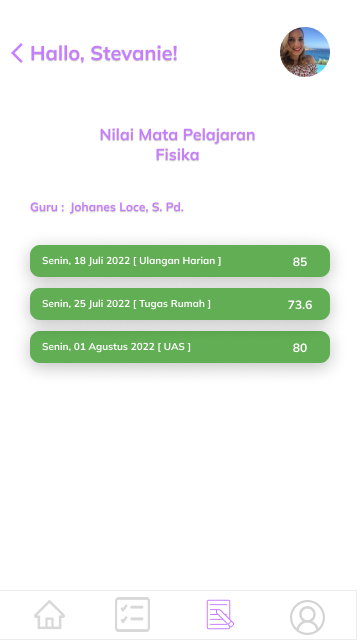 Hallo, Stevanie!
Nilai Mata Pelajaran
Fisika
Guru : Johanes Loce, S. Pd.
Senin, 18 Juli 2022 [ Ulangan Harian ] 85
Senin, 25 Juli 2022 [ Tugas Rumah ] 73.6
Senin, 01 Agustus 2022 [ UAS ] 80